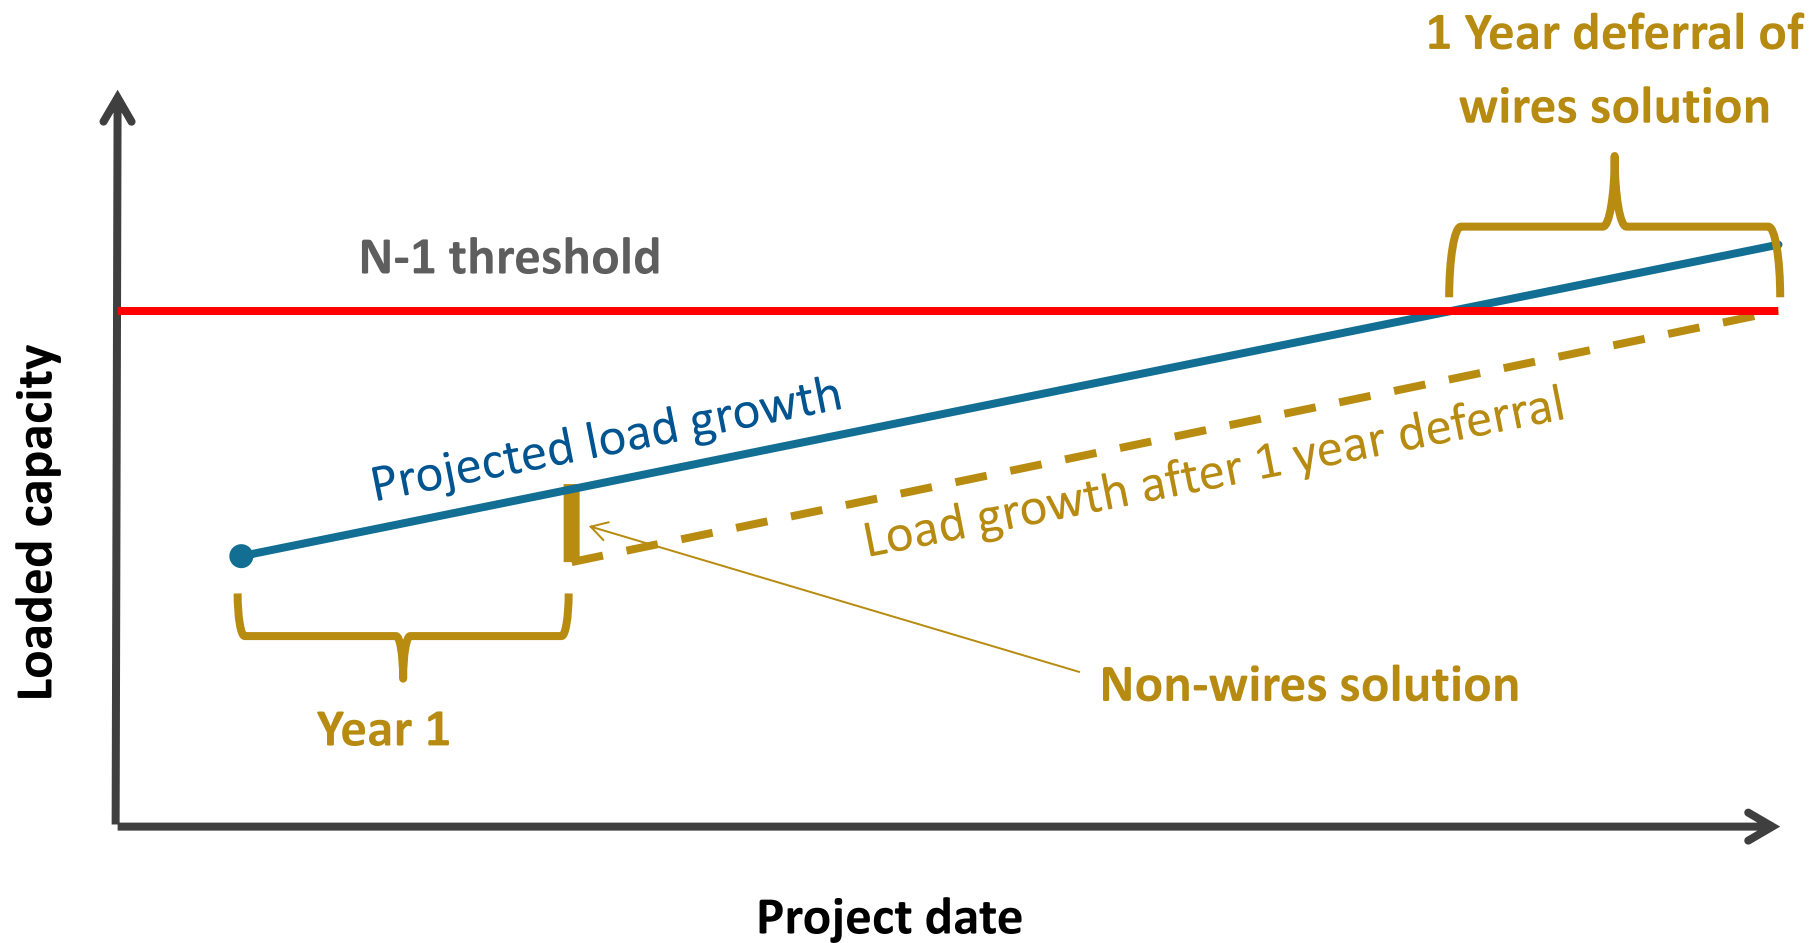 1 Year deferral of
wires solution
N-1 threshold
Loaded capacity
Projected load growth
Load growth after 1 year deferral
Non-wires solution
Year 1
Project date